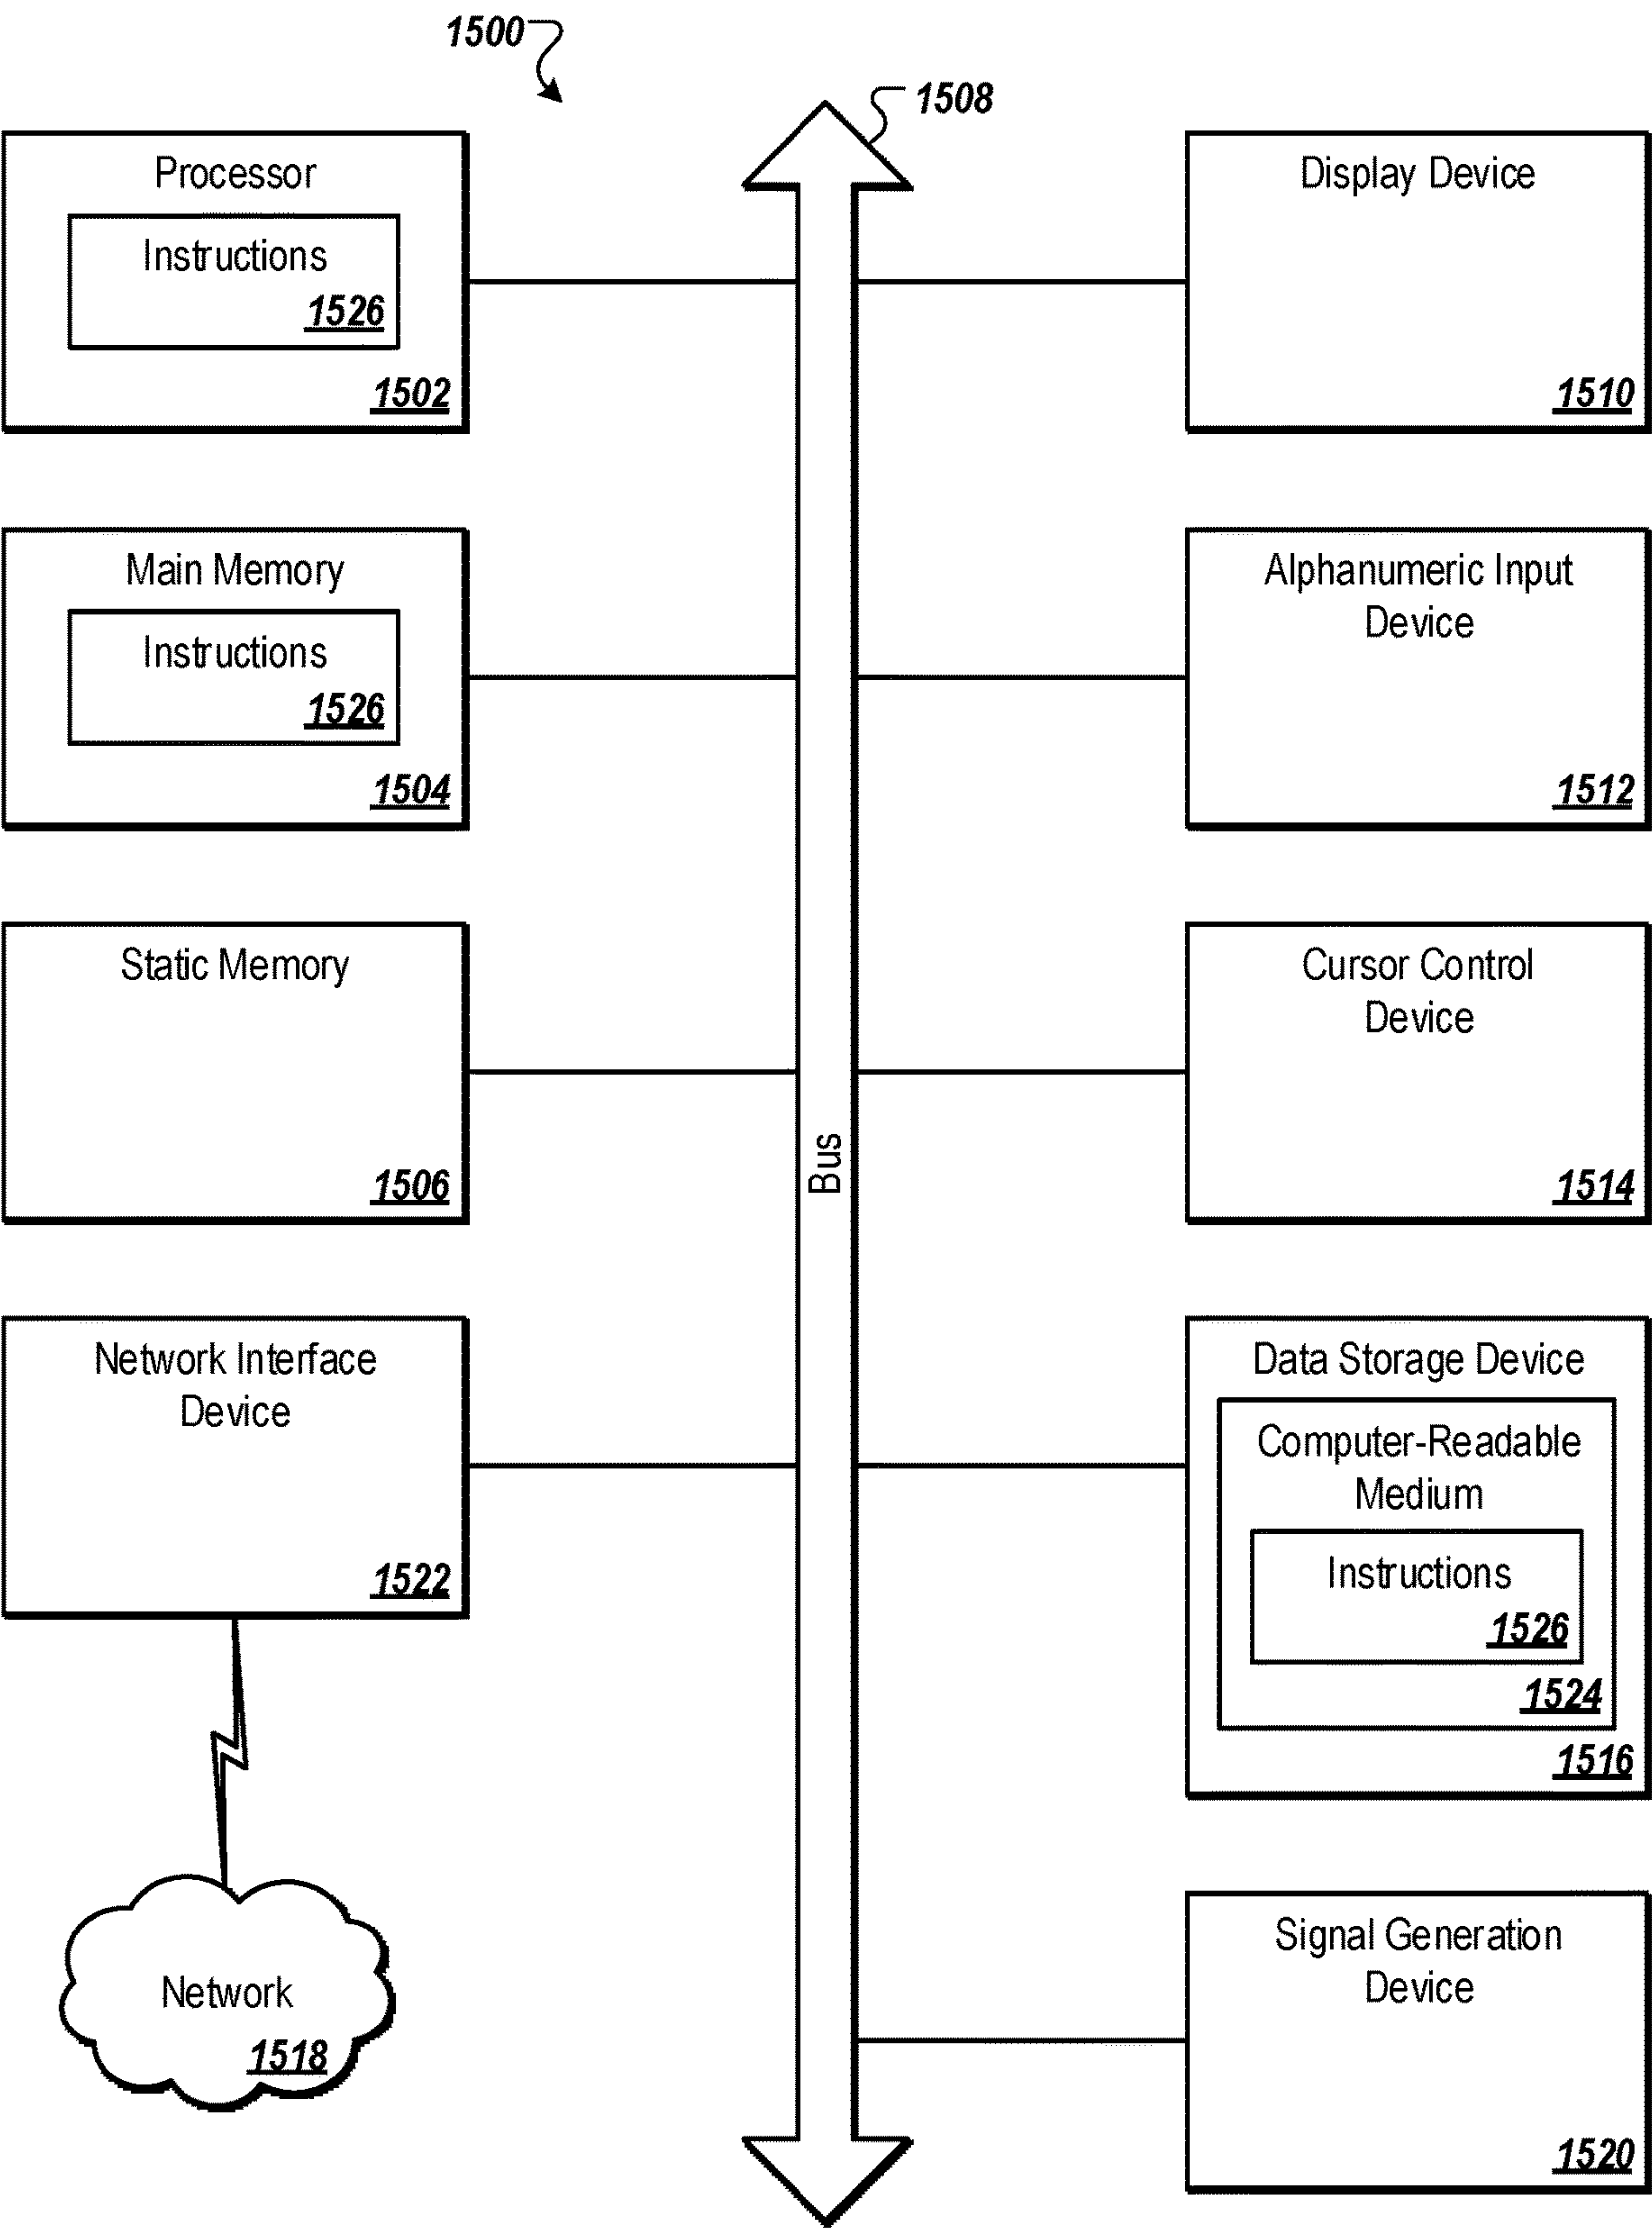 1500
1508
Processor
Instructions
1526
1502
Display Device
1510
Main Memory
Instructions
1526
1504
Alphanumeric Input
Device
1512
Static Memory
1506
Cursor Control
Device
1514
Bus
Network Interface
Device
1522
Data Storage Device
Computer-Readable
Medium
Instructions
1526
1524
1516
Network
1518
Signal Generation
Device
1520